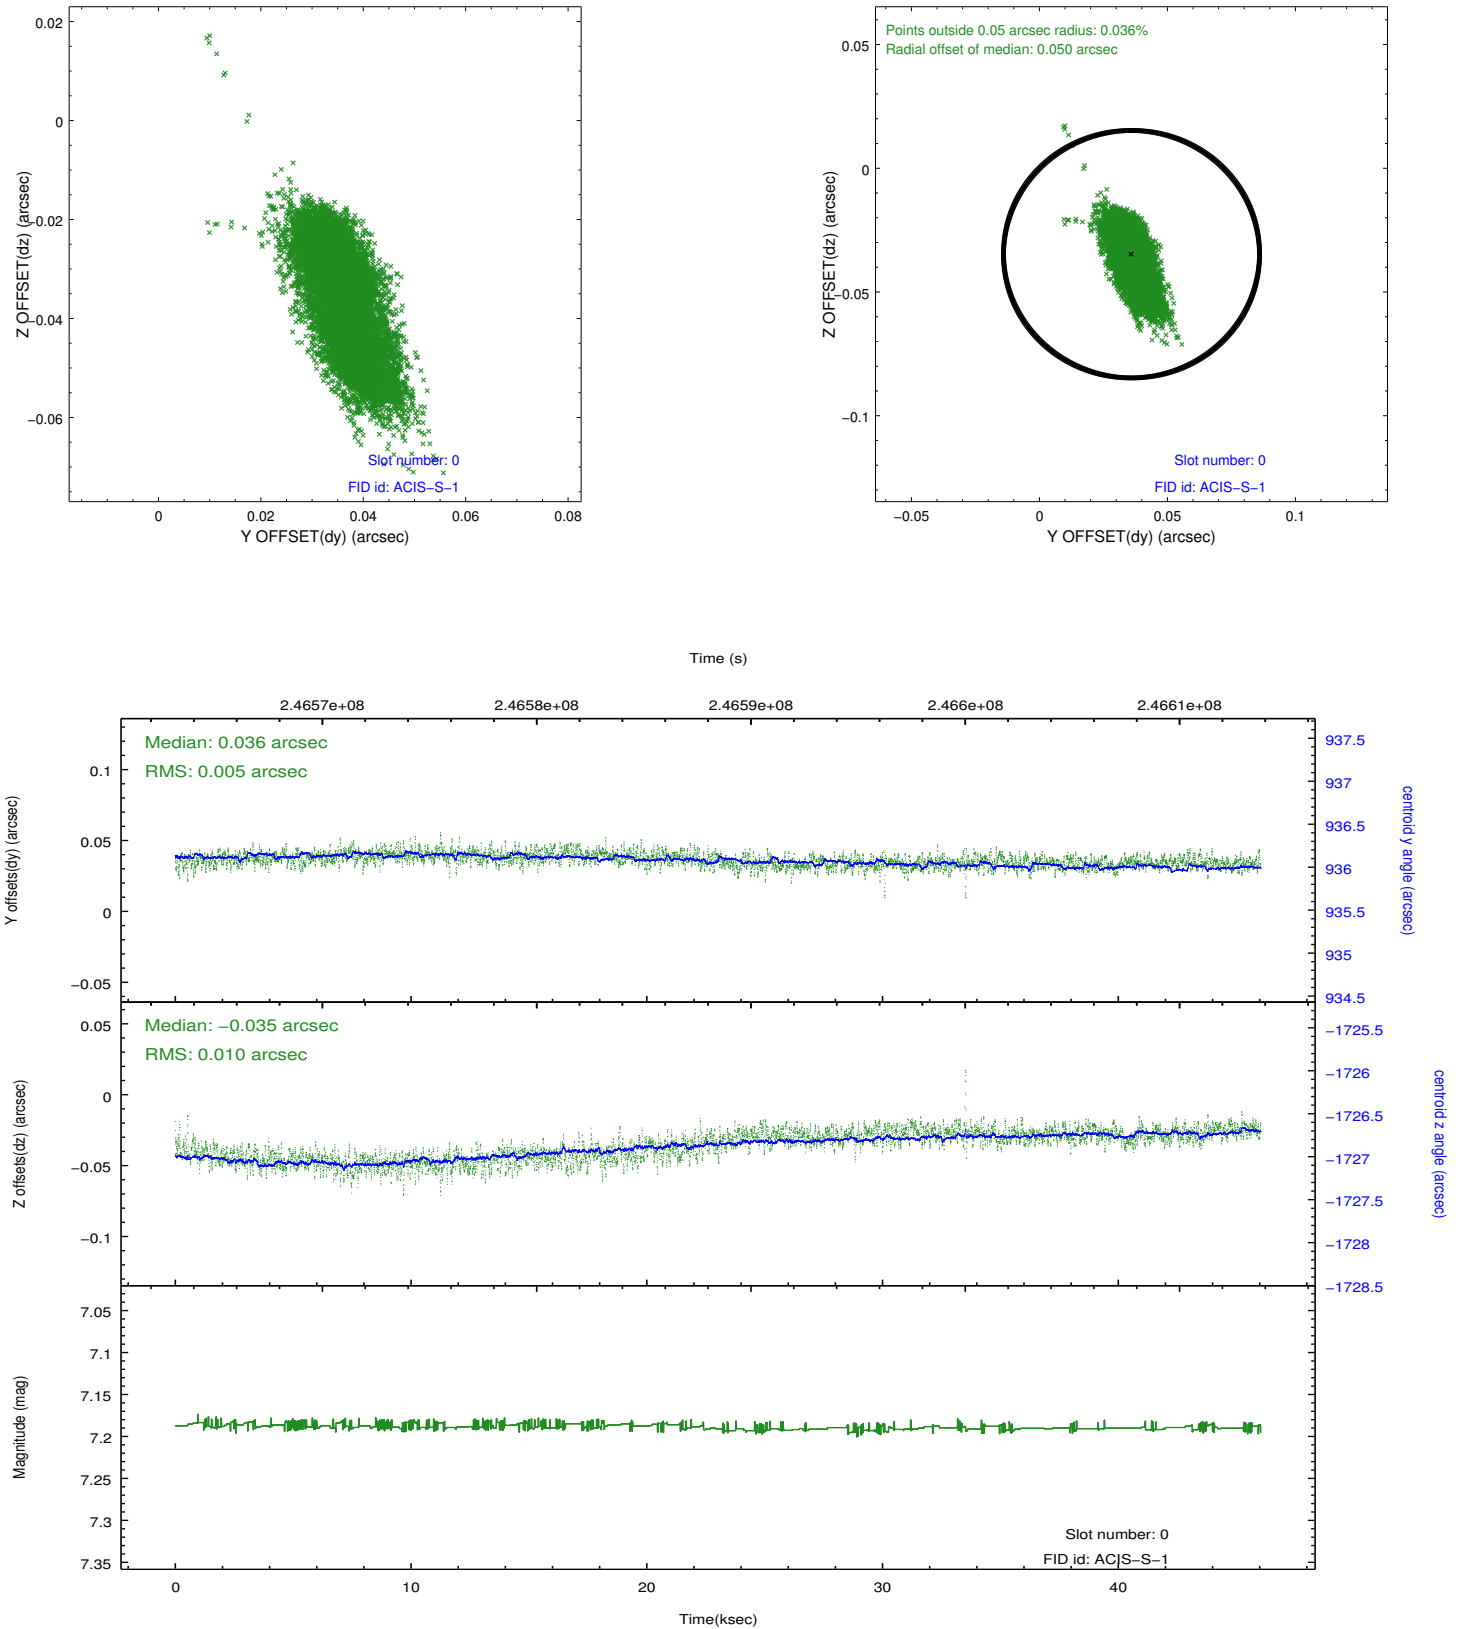 0.02
0
−0.02
−0.04
−0.06
Z OFFSET(dz) (arcsec)
Slot number: 0
FID id: ACIS−S−1
0 0.02 0.04 0.06 0.08
Y OFFSET(dy) (arcsec)
Points outside 0.05 arcsec radius: 0.036%
Radial offset of median: 0.050 arcsec
0.05
0
−0.05
−0.1
Z OFFSET(dz) (arcsec)
Slot number: 0
FID id: ACIS−S−1
−0.05 0 0.05 0.1
Y OFFSET(dy) (arcsec)
Time (s)
2.4657e+08 2.4658e+08 2.4659e+08 2.466e+08 2.4661e+08
Median: 0.036 arcsec
RMS: 0.005 arcsec
0.1
0.05
0
−0.05
Y offsets(dy) (arcsec)
937.5
937
936.5
936
935.5
935
934.5
centroid y angle (arcsec)
Median: −0.035 arcsec
RMS: 0.010 arcsec
0.05
0
−0.05
−0.1
Z offsets(dz) (arcsec)
−1725.5
−1726
−1726.5
−1727
−1727.5
−1728
−1728.5
centroid z angle (arcsec)
7.05
7.1
7.15
7.2
7.25
7.3
7.35
Magnitude (mag)
Slot number: 0
FID id: ACIS−S−1
0 10 20 30 40
Time(ksec)